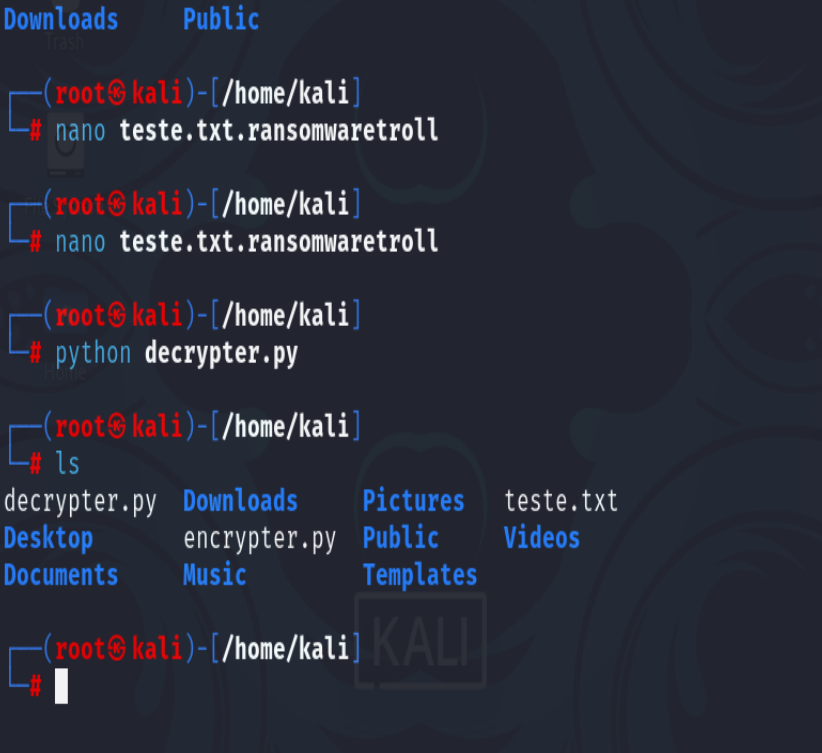 Downloads Public
Trash
┌──(root㉿kali)-[/home/kali]
└─# nano teste.txt.ransomwaretroll
┌──(root㉿kali)-[/home/kali]
└─# nano teste.txt.ransomwaretroll
┌──(root㉿kali)-[/home/kali]
└─# python decrypter.py
Home
┌──(root㉿kali)-[/home/kali]
└─# ls
decrypter.py Downloads Pictures teste.txt
Desktop encrypter.py Public Videos
Documents Music Templates
┌──(root㉿kali)-[/home/kali]
└─#
KALI